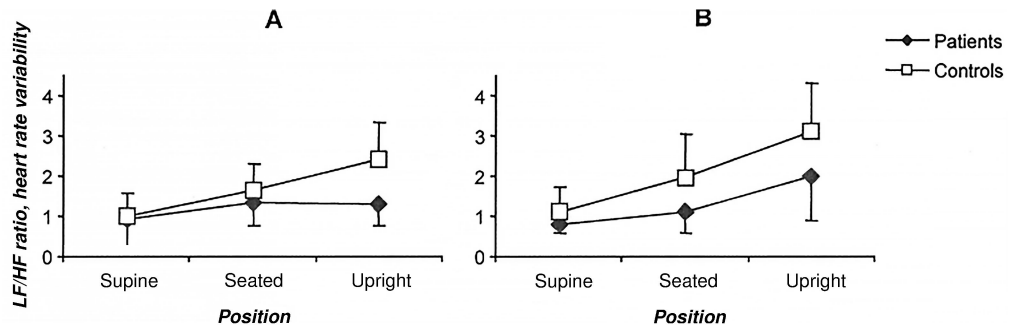 A
B
Patients
Controls
LF/HF ratio, heart rate variability
4
3
2
1
0
Supine
Seated
Upright
Position
4
3
2
1
0
Supine
Seated
Upright
Position